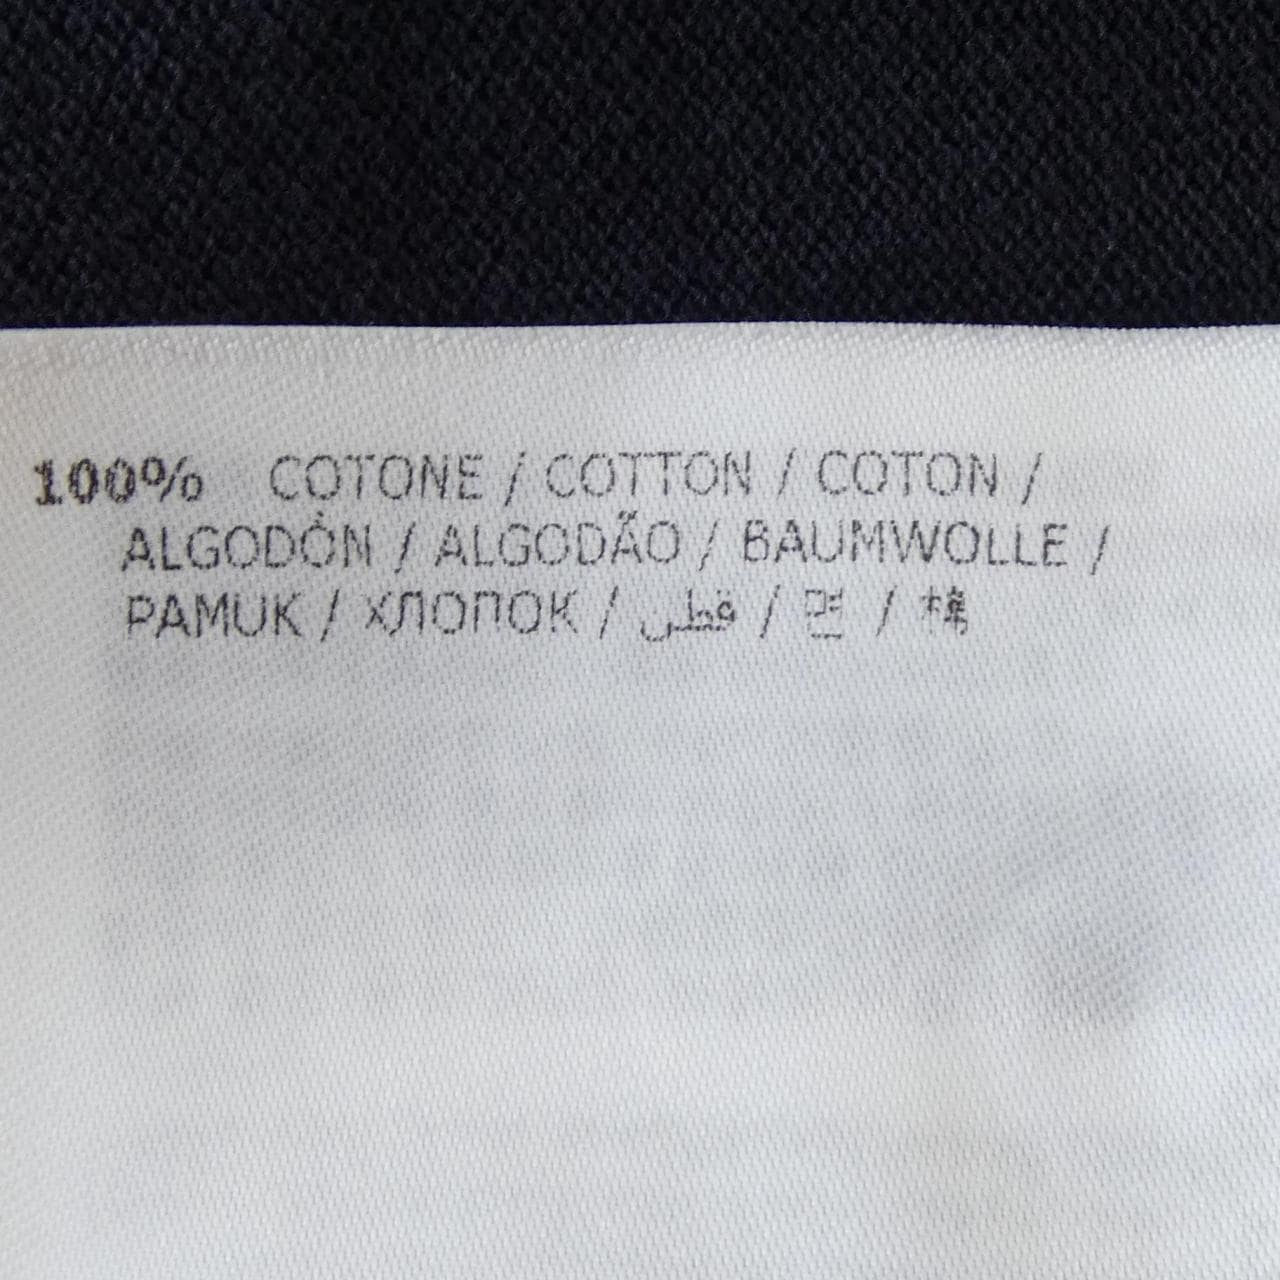 100% COTONE / COTTON / COTON /
ALGODÒN / ALGODÃO / BAUMWOLLE /
PAMUK / ХЛОПОК / قطن / 면 / 棉